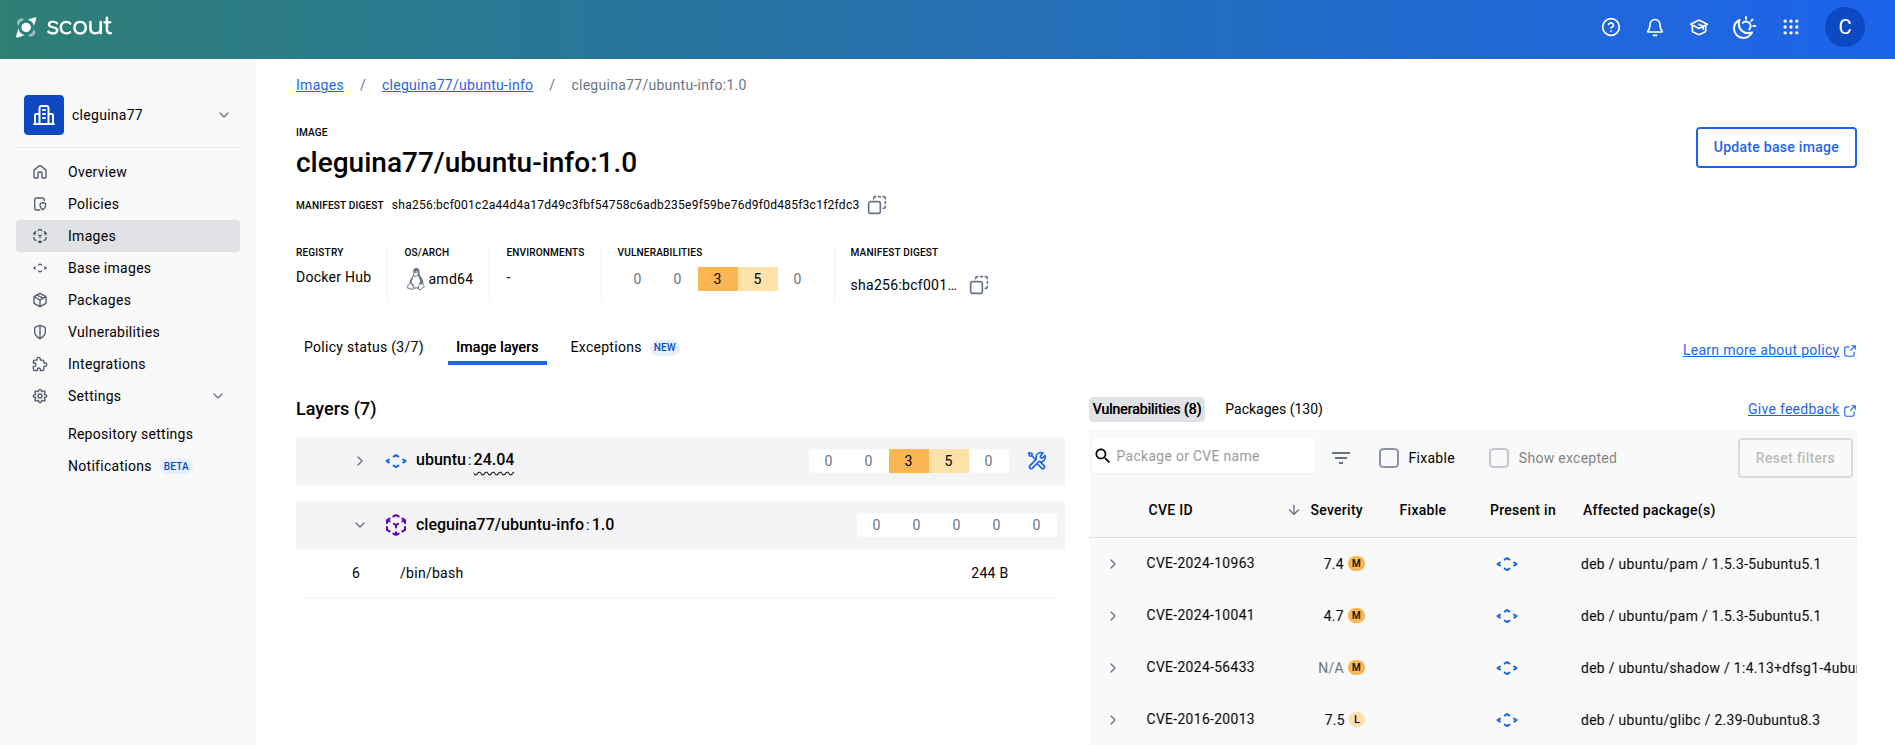 scout
C
cleguina77
Overview
Policies
Images
Base images
Packages
Vulnerabilities
Integrations
Settings
Repository settings
Notifications BETA
Images / cleguina77/ubuntu-info / cleguina77/ubuntu-info:1.0
IMAGE
cleguina77/ubuntu-info:1.0
Update base image
MANIFEST DIGEST sha256:bcf001c2a44d4a17d49c3fbf54758c6adb235e9f59be76d9f0d485f3c1f2fdc3
REGISTRY OS/ARCH ENVIRONMENTS VULNERABILITIES MANIFEST DIGEST
Docker Hub amd64 - 0 0 3 5 0 sha256:bcf001...
Policy status (3/7) Image layers Exceptions NEW
Learn more about policy
Layers (7)
ubuntu:24.04 0 0 3 5 0
cleguina77/ubuntu-info:1.0 0 0 0 0 0
6 /bin/bash 244 B
Vulnerabilities (8) Packages (130) Give feedback
Package or CVE name Fixable Show excepted Reset filters
CVE ID Severity Fixable Present in Affected package(s)
CVE-2024-10963 7.4 M deb / ubuntu/pam / 1.5.3-5ubuntu5.1
CVE-2024-10041 4.7 M deb / ubuntu/pam / 1.5.3-5ubuntu5.1
CVE-2024-56433 N/A M deb / ubuntu/shadow / 1:4.13+dfsg1-4ubu
CVE-2016-20013 7.5 L deb / ubuntu/glibc / 2.39-0ubuntu8.3